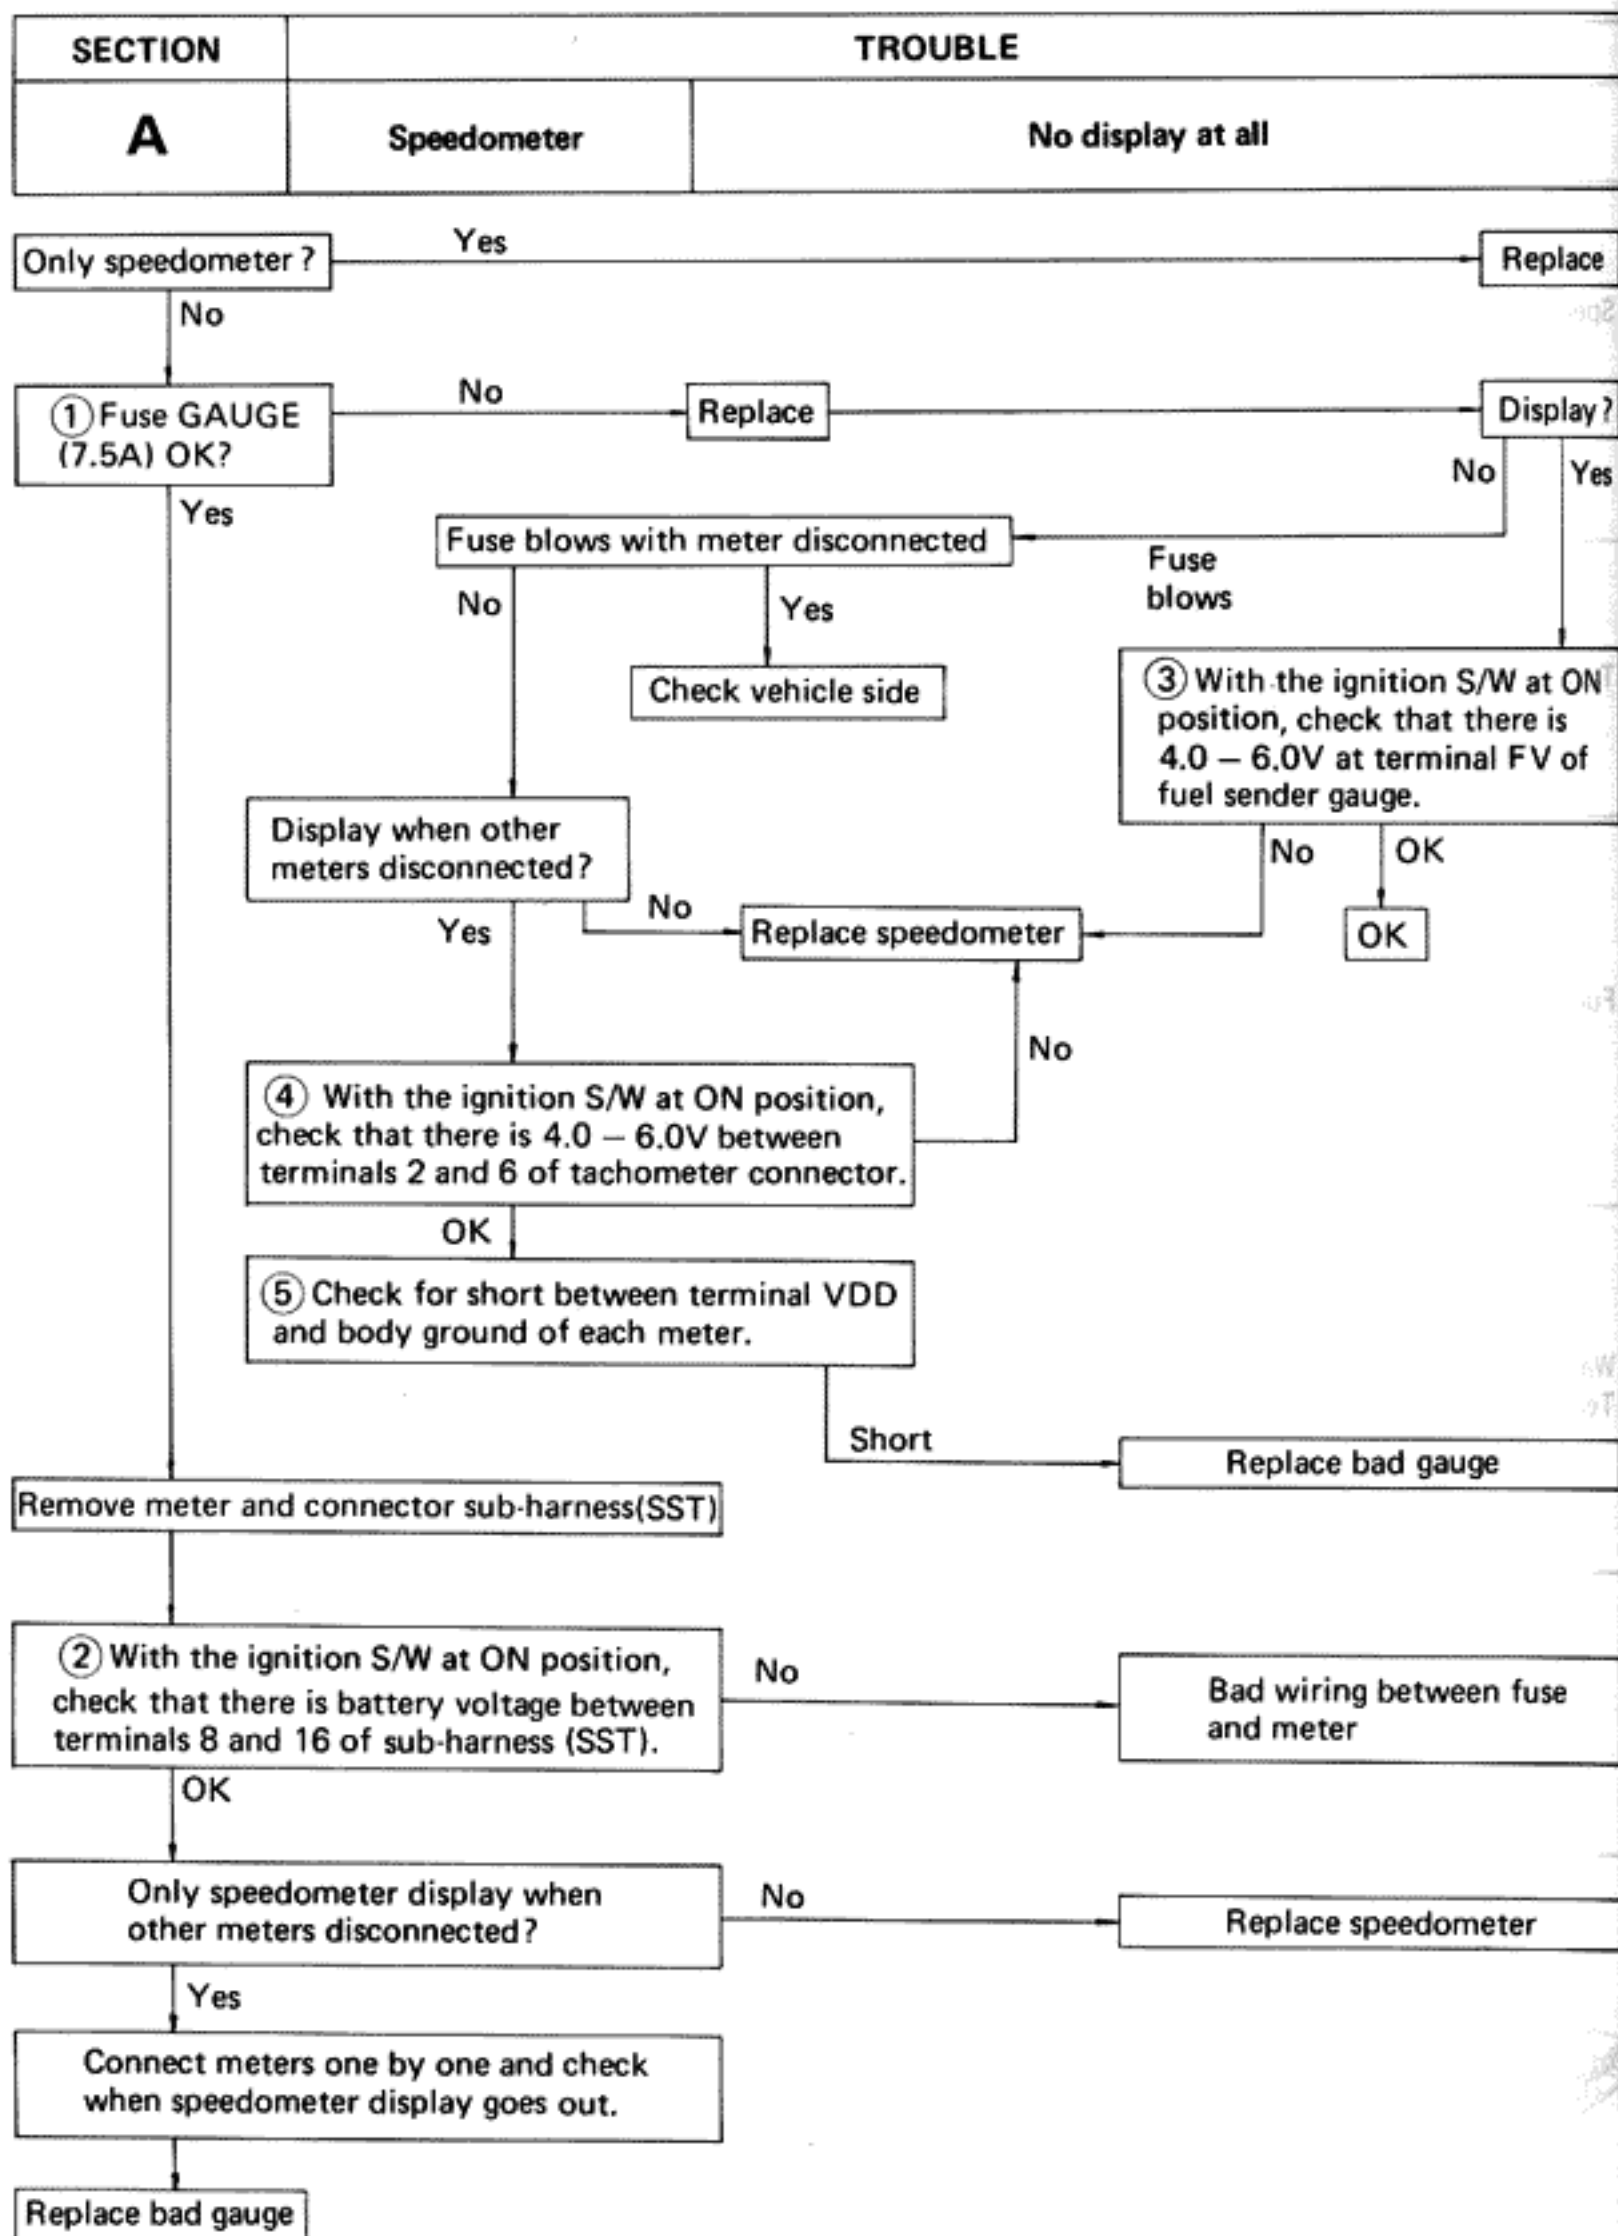 SECTION
TROUBLE
A
Speedometer
No display at all
Only speedometer?
Yes
Replace
No
① Fuse GAUGE
(7.5A) OK?
No
Replace
Display?
No
Yes
Yes
Fuse blows with meter disconnected
Fuse
blows
No
Yes
Check vehicle side
③ With the ignition S/W at ON
position, check that there is
4.0 – 6.0V at terminal FV of
fuel sender gauge.
Display when other
meters disconnected?
No
OK
No
Yes
Replace speedometer
OK
No
④ With the ignition S/W at ON position,
check that there is 4.0 – 6.0V between
terminals 2 and 6 of tachometer connector.
OK
⑤ Check for short between terminal VDD
and body ground of each meter.
Short
Replace bad gauge
Remove meter and connector sub-harness(SST)
② With the ignition S/W at ON position,
check that there is battery voltage between
terminals 8 and 16 of sub-harness (SST).
No
Bad wiring between fuse
and meter
OK
Only speedometer display when
other meters disconnected?
No
Replace speedometer
Yes
Connect meters one by one and check
when speedometer display goes out.
Replace bad gauge